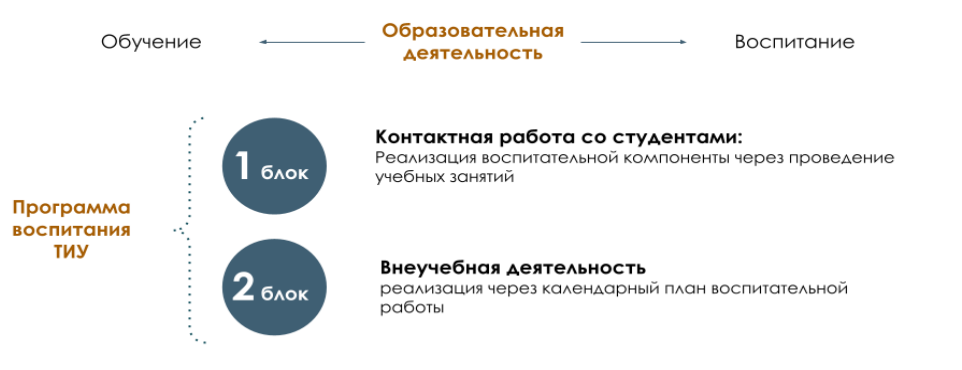 Обучение
Образовательная
деятельность
Воспитание
Программа
воспитания
ТИУ
1 блок
Контактная работа со студентами:
Реализация воспитательной компоненты через проведение
учебных занятий
2 блок
Внеучебная деятельность
реализация через календарный план воспитательной
работы